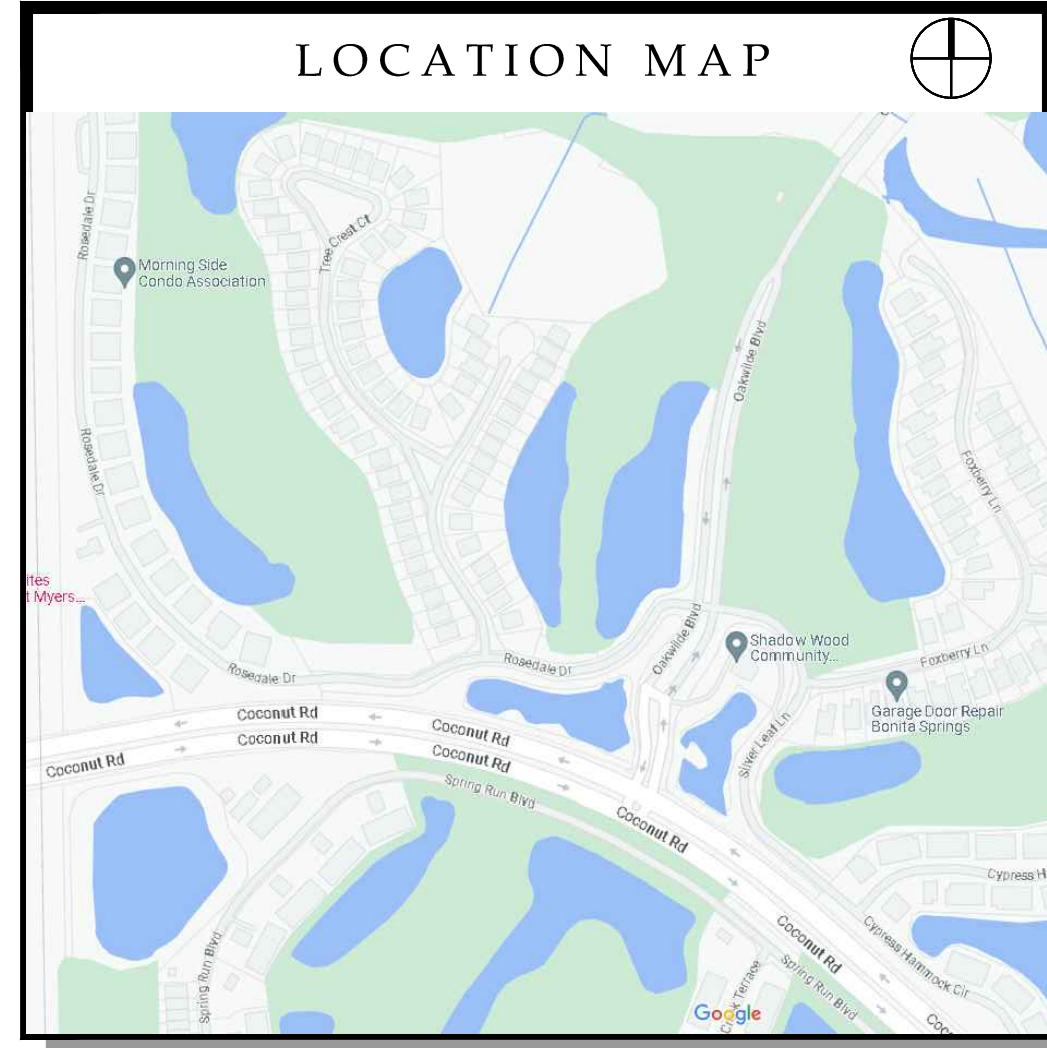 LOCATION MAP
Rosedale Dr
Tree Crest Ct
Morning Side
Condo Association
Oakwilde Blvd
Rosedale Dr
Foxberry Ln
ites
t Myers...
Oakwilde Blvd
Shadow Wood
Community...
Foxberry Ln
Rosedale Dr
Rosedale Dr
Garage Door Repair
Bonita Springs
Coconut Rd
Coconut Rd
Coconut Rd
Coconut Rd
Coconut Rd
Silver Leaf Ln
Spring Run Blvd
Coconut Rd
Cypress H
Coconut Rd
Cypress Hammock Cir
Spring Run Blvd
Spring Run Blvd
Terrace
Google
Coc